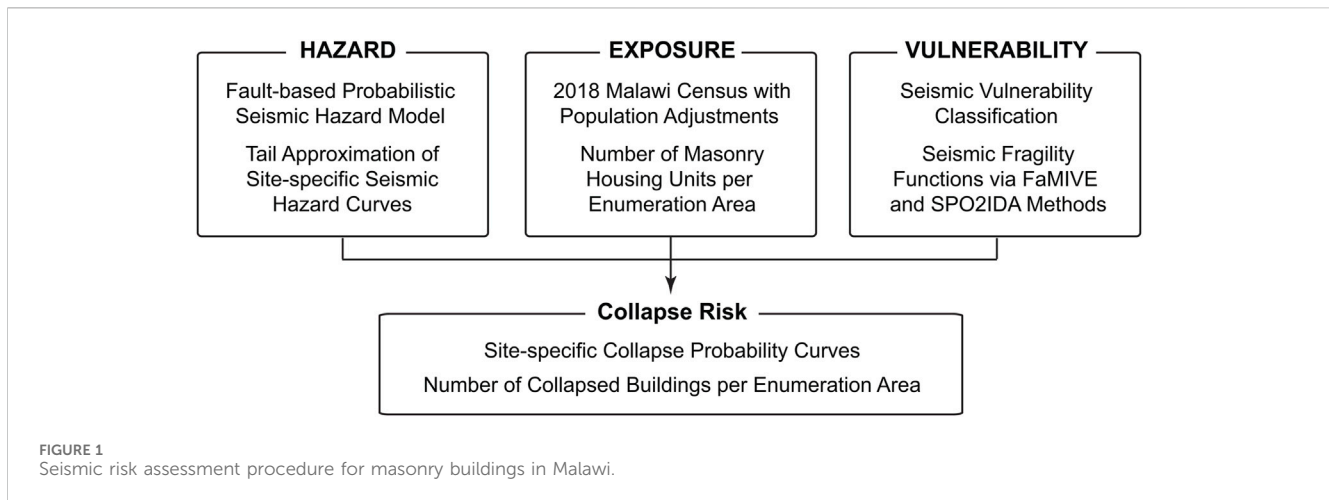 HAZARD
Fault-based Probabilistic
Seismic Hazard Model
Tail Approximation of
Site-specific Seismic
Hazard Curves
EXPOSURE
2018 Malawi Census with
Population Adjustments
Number of Masonry
Housing Units per
Enumeration Area
VULNERABILITY
Seismic Vulnerability
Classification
Seismic Fragility
Functions via FaMIVE
and SPO2IDA Methods
Collapse Risk
Site-specific Collapse Probability Curves
Number of Collapsed Buildings per Enumeration Area
FIGURE 1
Seismic risk assessment procedure for masonry buildings in Malawi.